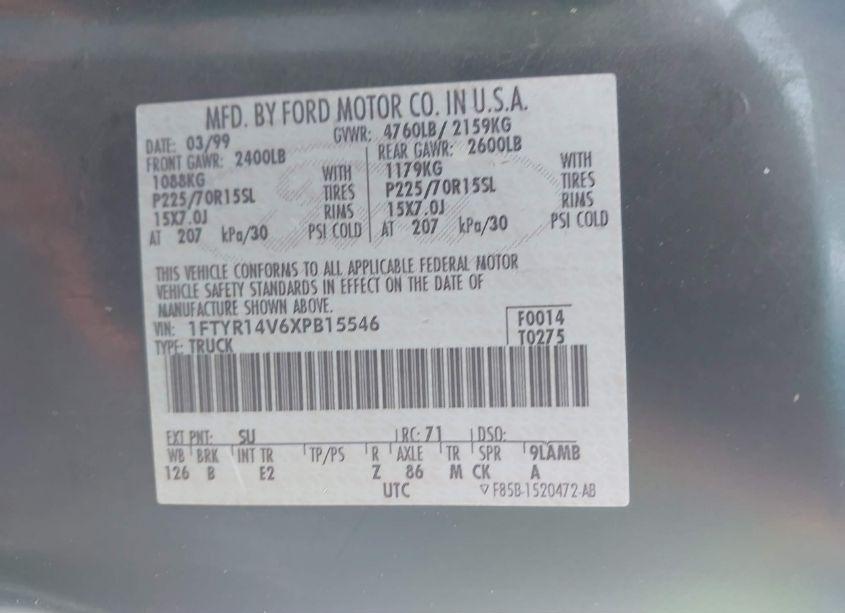 MFD. BY FORD MOTOR CO. IN U.S.A.
DATE: 03/99 GVWR: 4760LB / 2159KG
FRONT GAWR: 2400LB REAR GAWR: 2600LB
1088KG WITH 1179KG WITH
P225/70R15SL TIRES P225/70R15SL TIRES
15X7.0J RIMS 15X7.0J RIMS
AT 207 kPa/30 PSI COLD AT 207 kPa/30 PSI COLD
THIS VEHICLE CONFORMS TO ALL APPLICABLE FEDERAL MOTOR
VEHICLE SAFETY STANDARDS IN EFFECT ON THE DATE OF
MANUFACTURE SHOWN ABOVE.
VIN: 1FTYR14V6XPB15546 F0014
TYPE: TRUCK T0275
EXT PNT: SU RC: 71 DSO:
WB BRK INT TR TP/PS R AXLE TR SPR 9LAMB
126 B E2 Z 86 M CK A
UTC ▽ F85B-1520472-AB